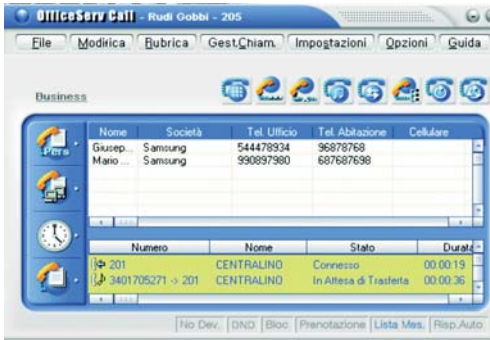 OfficeServ Call - Rudi Gobbi - 205
File Modifica Rubrica Gest.Chiam. Impostazioni Opzioni Guida
Business
Pers
Nome Società Tel. Ufficio Tel. Abitazione Cellulare
Giusep... Samsung 544478934 96878768
Mario ... Samsung 990897980 687687698
Numero Nome Stato Durata
201 CENTRALINO Connesso 00:00:19
3401705271 -> 201 CENTRALINO In Attesa di Trasferta 00:00:36
No Dev. DND Bloc Prenotazione Lista Mes. Risp.Auto